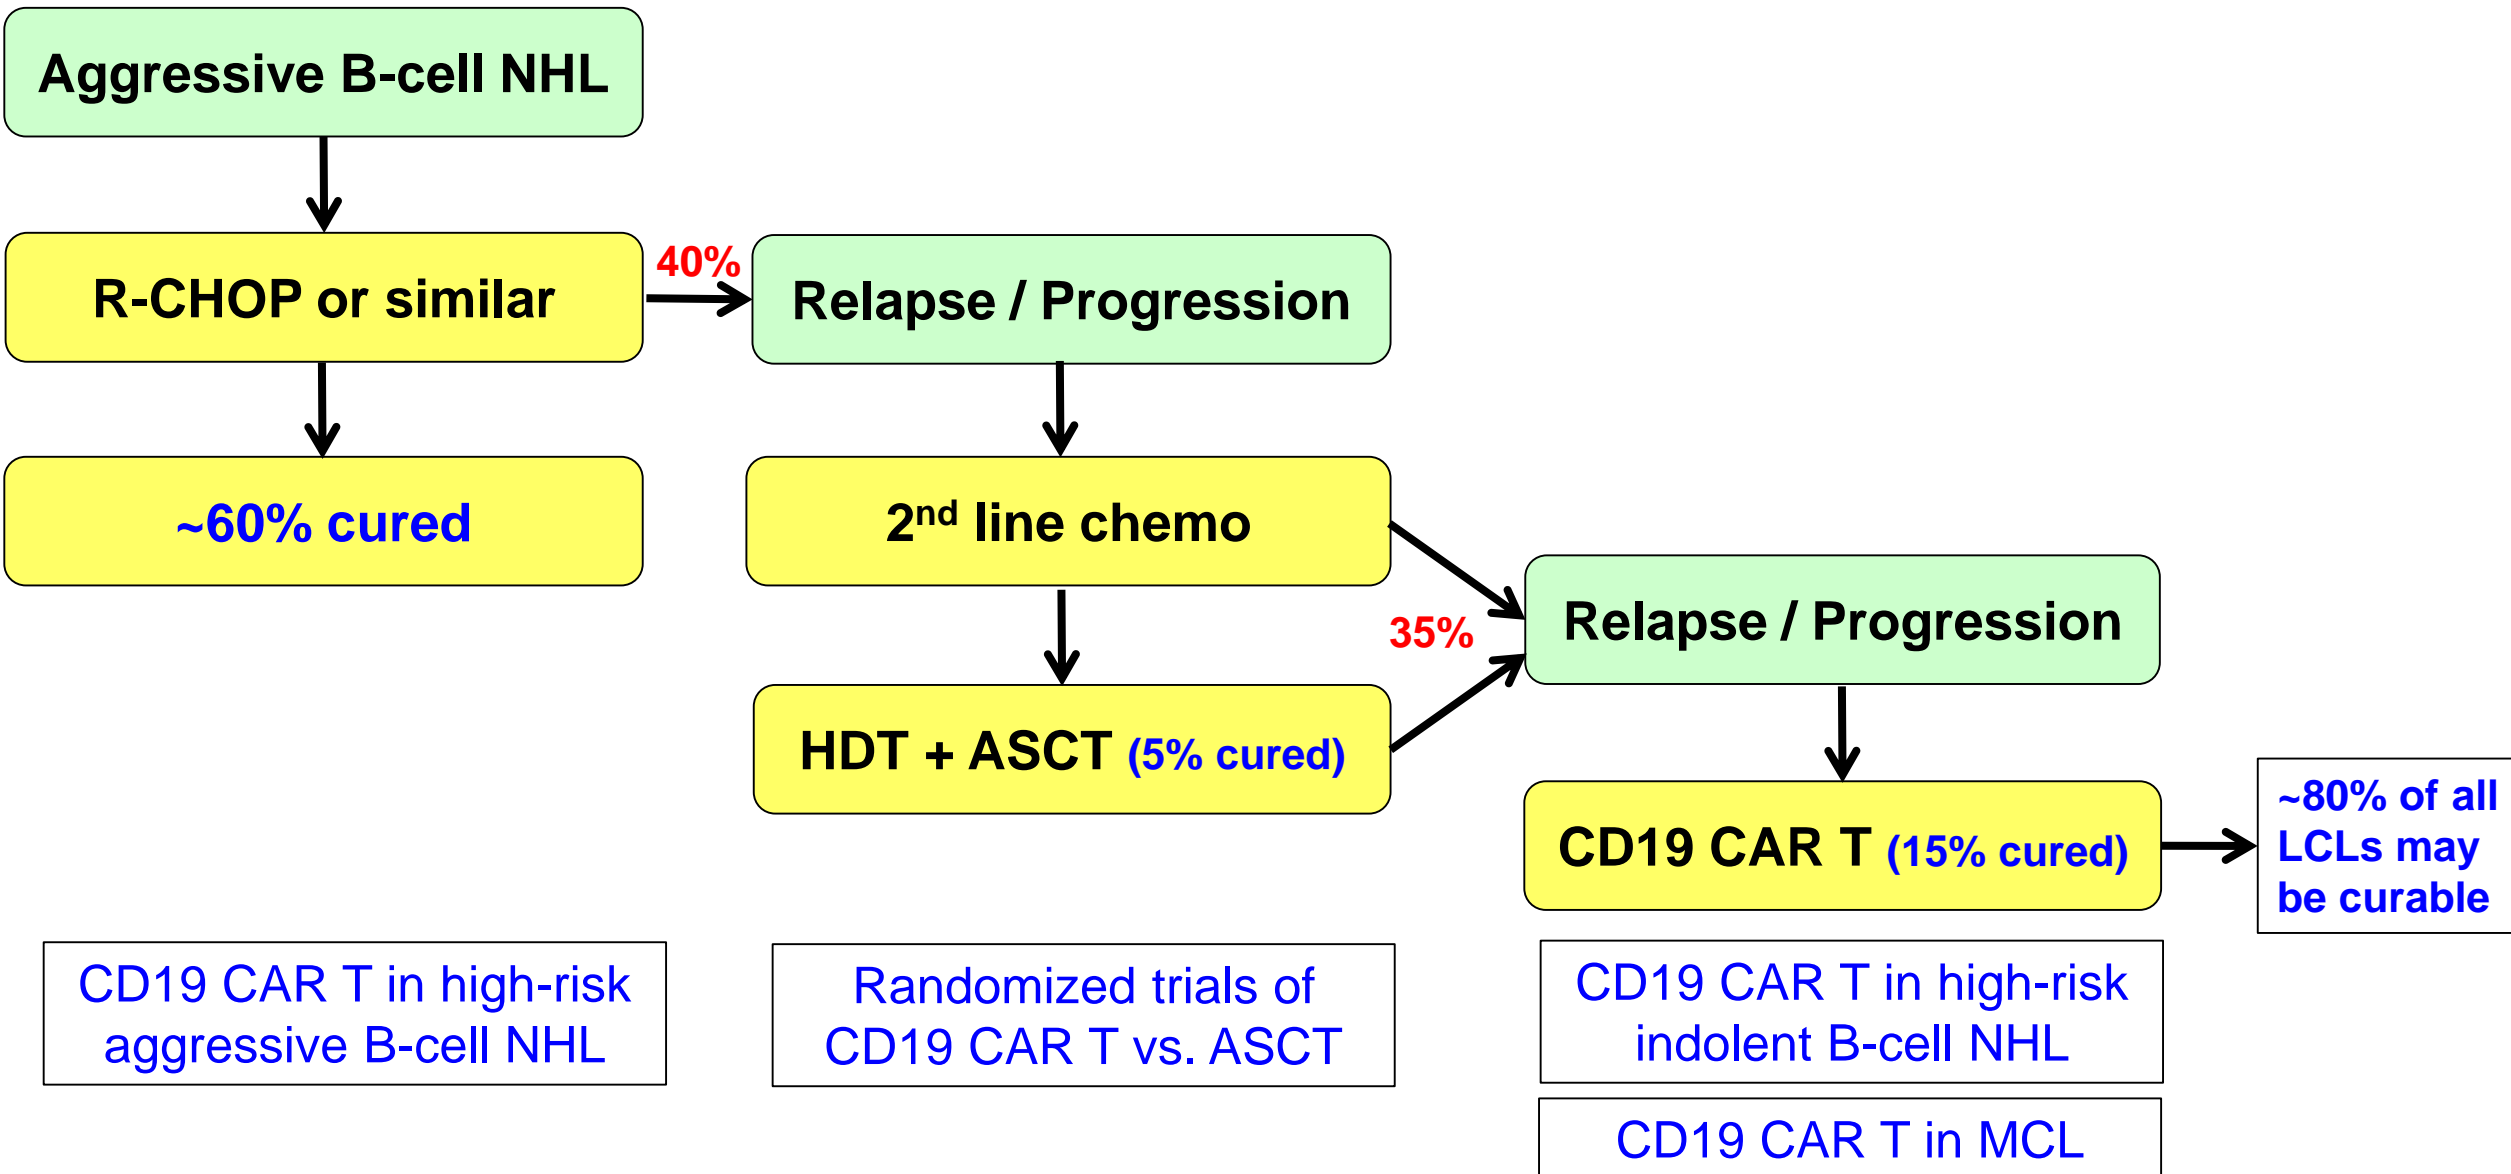 Aggressive B-cell NHL
R-CHOP or similar
40%
Relapse / Progression
~60% cured
2nd line chemo
35%
Relapse / Progression
HDT + ASCT (5% cured)
CD19 CAR T (15% cured)
~80% of all
LCLs may
be curable
CD19 CAR T in high-risk
aggressive B-cell NHL
Randomized trials of
CD19 CAR T vs. ASCT
CD19 CAR T in high-risk
indolent B-cell NHL
CD19 CAR T in MCL